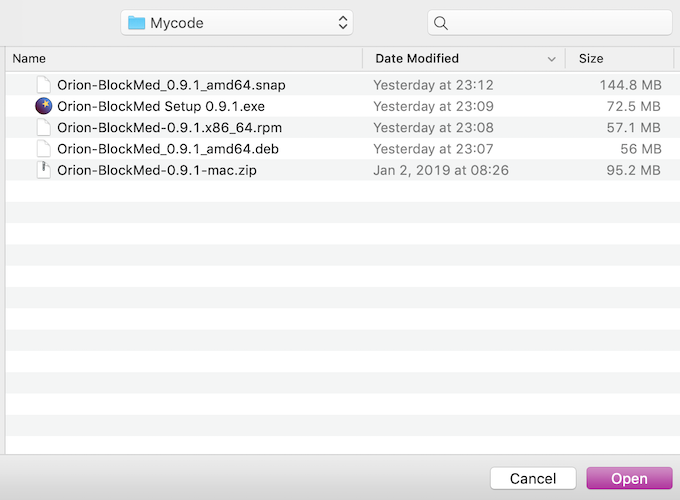 Mycode
Name Date Modified Size
Orion-BlockMed_0.9.1_amd64.snap Yesterday at 23:12 144.8 MB
Orion-BlockMed Setup 0.9.1.exe Yesterday at 23:09 72.5 MB
Orion-BlockMed-0.9.1.x86_64.rpm Yesterday at 23:08 57.1 MB
Orion-BlockMed_0.9.1_amd64.deb Yesterday at 23:07 56 MB
Orion-BlockMed-0.9.1-mac.zip Jan 2, 2019 at 08:26 95.2 MB
Cancel Open